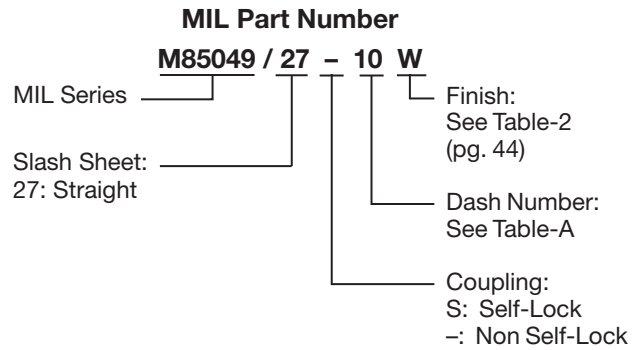 MIL Part Number
M85049 / 27 – 10 W
MIL Series
Slash Sheet:
27: Straight
Finish:
See Table-2
(pg. 44)
Dash Number:
See Table-A
Coupling:
S: Self-Lock
–: Non Self-Lock